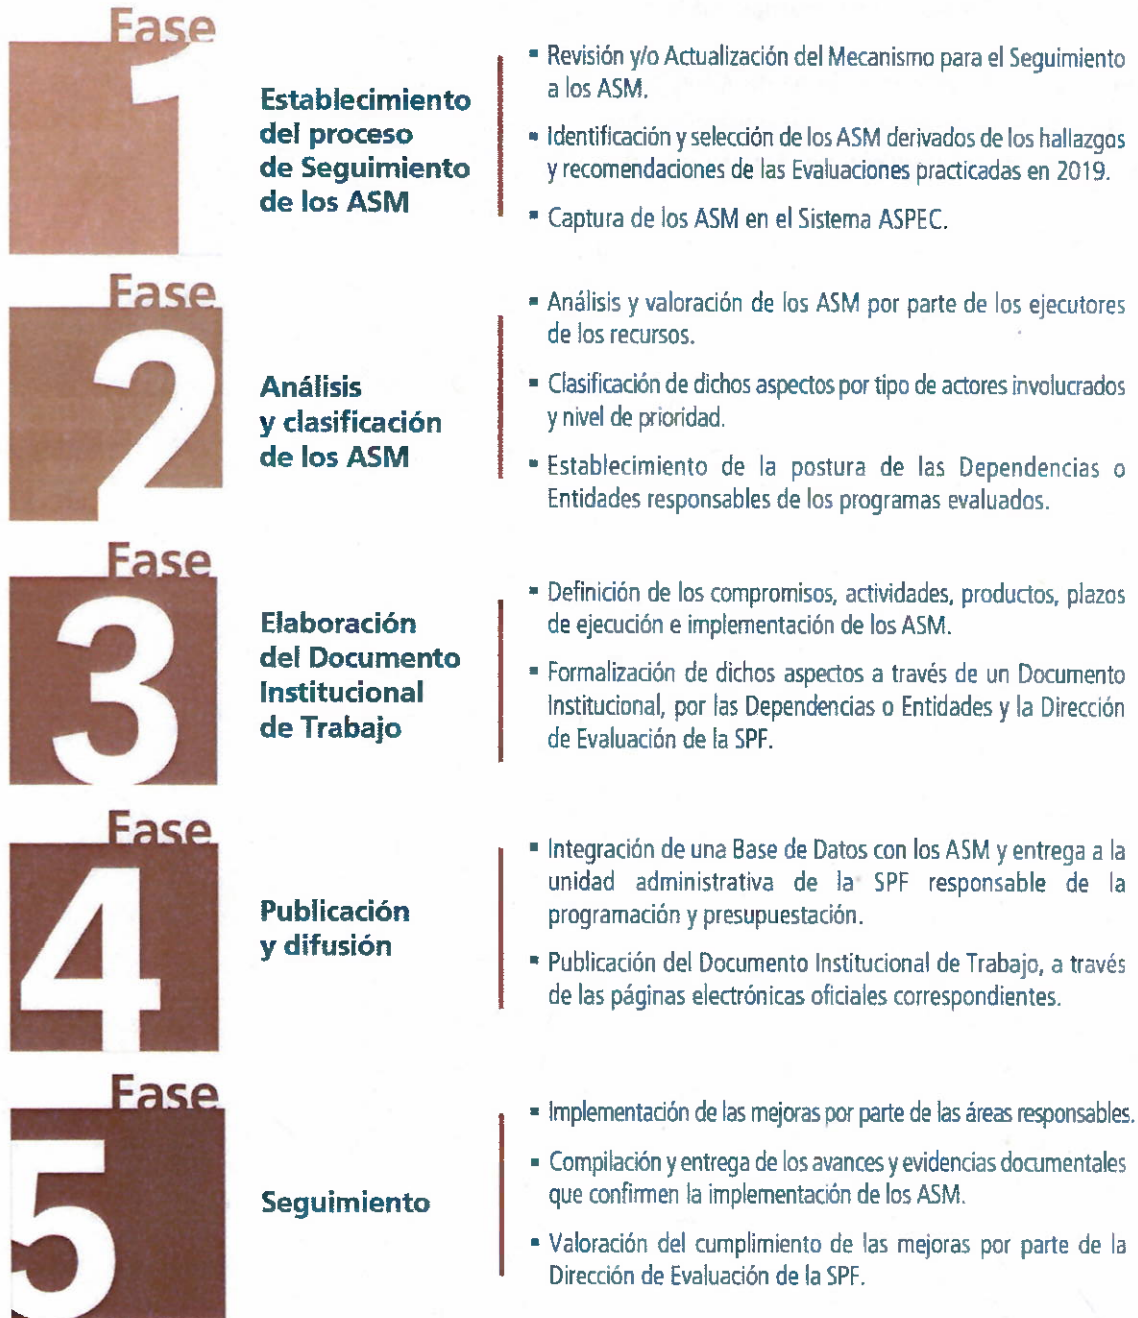 Fase
1
Establecimiento
del proceso
de Seguimiento
de los ASM
▪ Revisión y/o Actualización del Mecanismo para el Seguimiento
a los ASM.
▪ Identificación y selección de los ASM derivados de los hallazgos
y recomendaciones de las Evaluaciones practicadas en 2019.
▪ Captura de los ASM en el Sistema ASPEC.
Fase
2
Análisis
y clasificación
de los ASM
▪ Análisis y valoración de los ASM por parte de los ejecutores
de los recursos.
▪ Clasificación de dichos aspectos por tipo de actores involucrados
y nivel de prioridad.
▪ Establecimiento de la postura de las Dependencias o
Entidades responsables de los programas evaluados.
Fase
3
Elaboración
del Documento
Institucional
de Trabajo
▪ Definición de los compromisos, actividades, productos, plazos
de ejecución e implementación de los ASM.
▪ Formalización de dichos aspectos a través de un Documento
Institucional, por las Dependencias o Entidades y la Dirección
de Evaluación de la SPF.
Fase
4
Publicación
y difusión
▪ Integración de una Base de Datos con los ASM y entrega a la
unidad administrativa de la SPF responsable de la
programación y presupuestación.
▪ Publicación del Documento Institucional de Trabajo, a través
de las páginas electrónicas oficiales correspondientes.
Fase
5
Seguimiento
▪ Implementación de las mejoras por parte de las áreas responsables.
▪ Compilación y entrega de los avances y evidencias documentales
que confirmen la implementación de los ASM.
▪ Valoración del cumplimiento de las mejoras por parte de la
Dirección de Evaluación de la SPF.